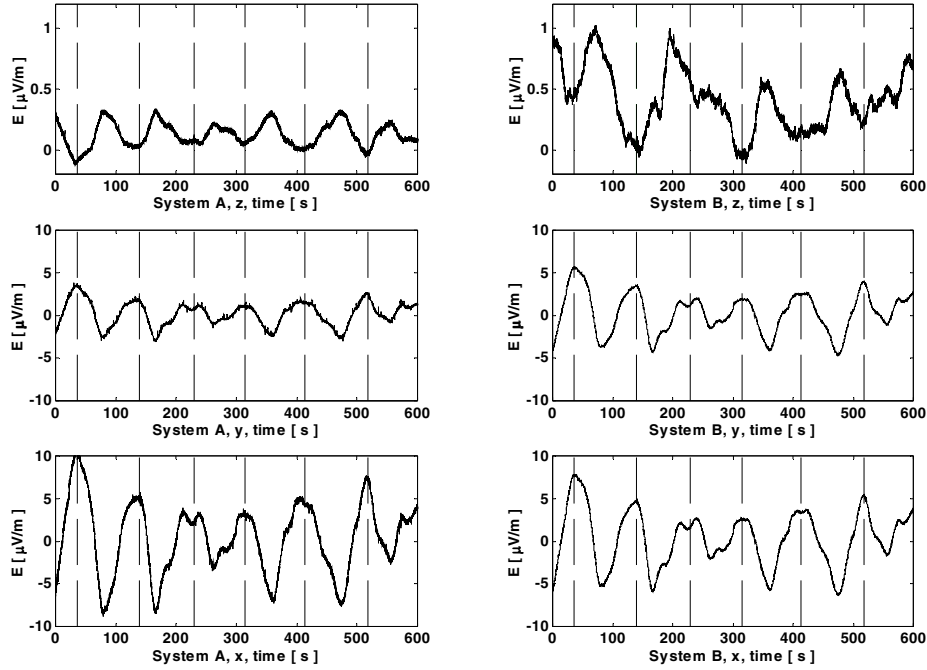 1
0.5
0
E [ µV/m ]
0 100 200 300 400 500 600
System A, z, time [ s ]
1
0.5
0
E [ µV/m ]
0 100 200 300 400 500 600
System B, z, time [ s ]
10
5
0
-5
-10
E [ µV/m ]
0 100 200 300 400 500 600
System A, y, time [ s ]
10
5
0
-5
-10
E [ µV/m ]
0 100 200 300 400 500 600
System B, y, time [ s ]
10
5
0
-5
-10
E [ µV/m ]
0 100 200 300 400 500 600
System A, x, time [ s ]
10
5
0
-5
-10
E [ µV/m ]
0 100 200 300 400 500 600
System B, x, time [ s ]